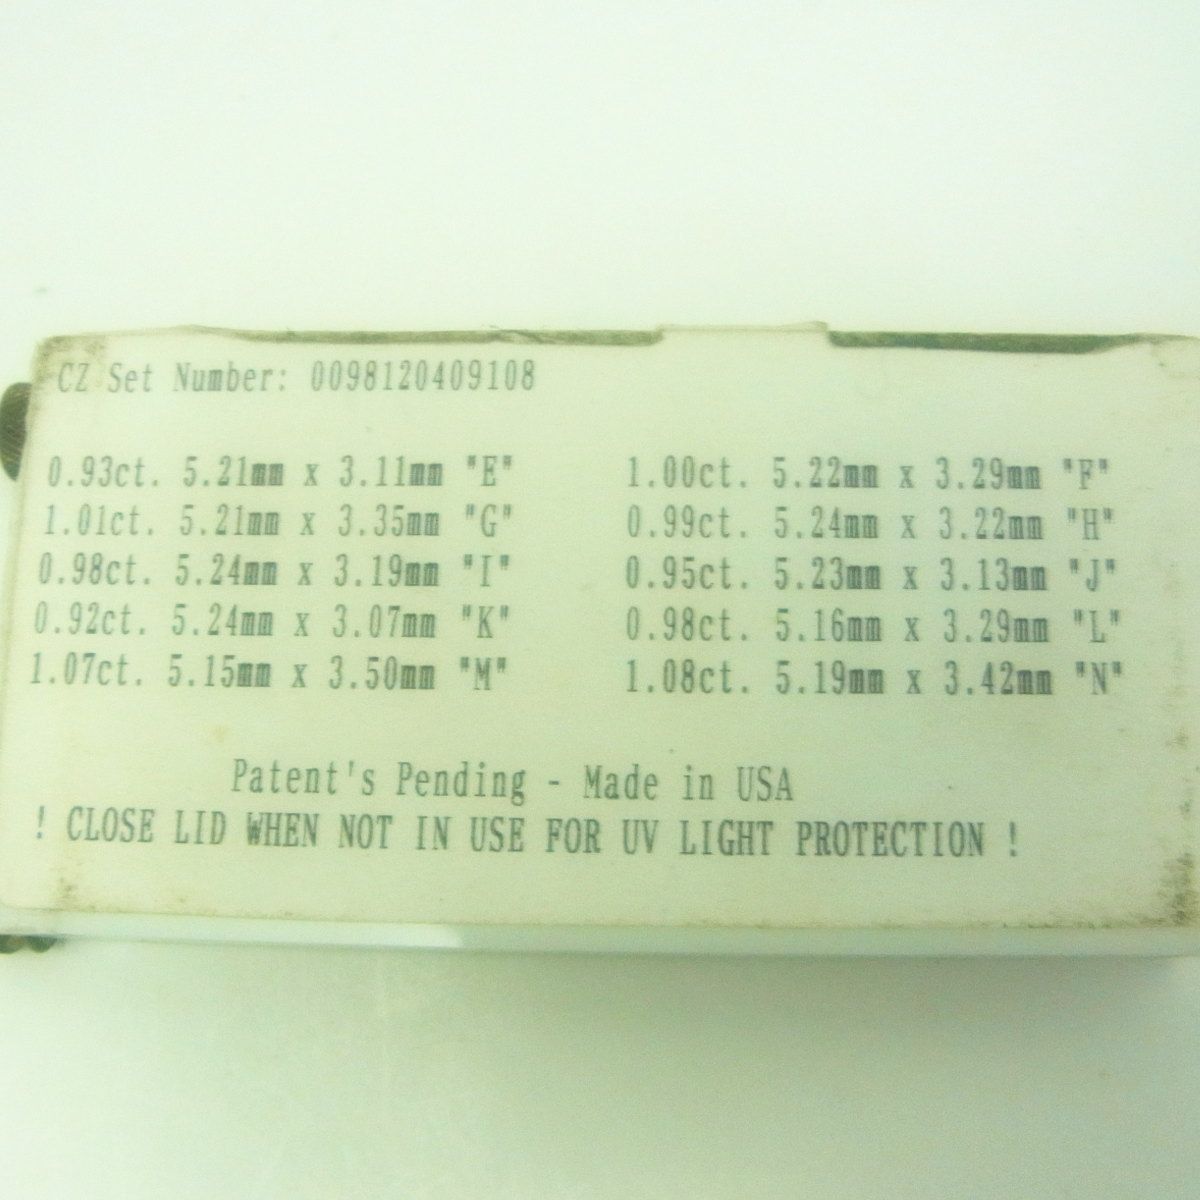 CZ Set Number: 0098120409108
0.93ct. 5.21mm x 3.11mm "E" 1.00ct. 5.22mm x 3.29mm "F"
1.01ct. 5.21mm x 3.35mm "G" 0.99ct. 5.24mm x 3.22mm "H"
0.98ct. 5.24mm x 3.19mm "I" 0.95ct. 5.23mm x 3.13mm "J"
0.92ct. 5.24mm x 3.07mm "K" 0.98ct. 5.16mm x 3.29mm "L"
1.07ct. 5.15mm x 3.50mm "M" 1.08ct. 5.19mm x 3.42mm "N"
Patent's Pending - Made in USA
! CLOSE LID WHEN NOT IN USE FOR UV LIGHT PROTECTION !